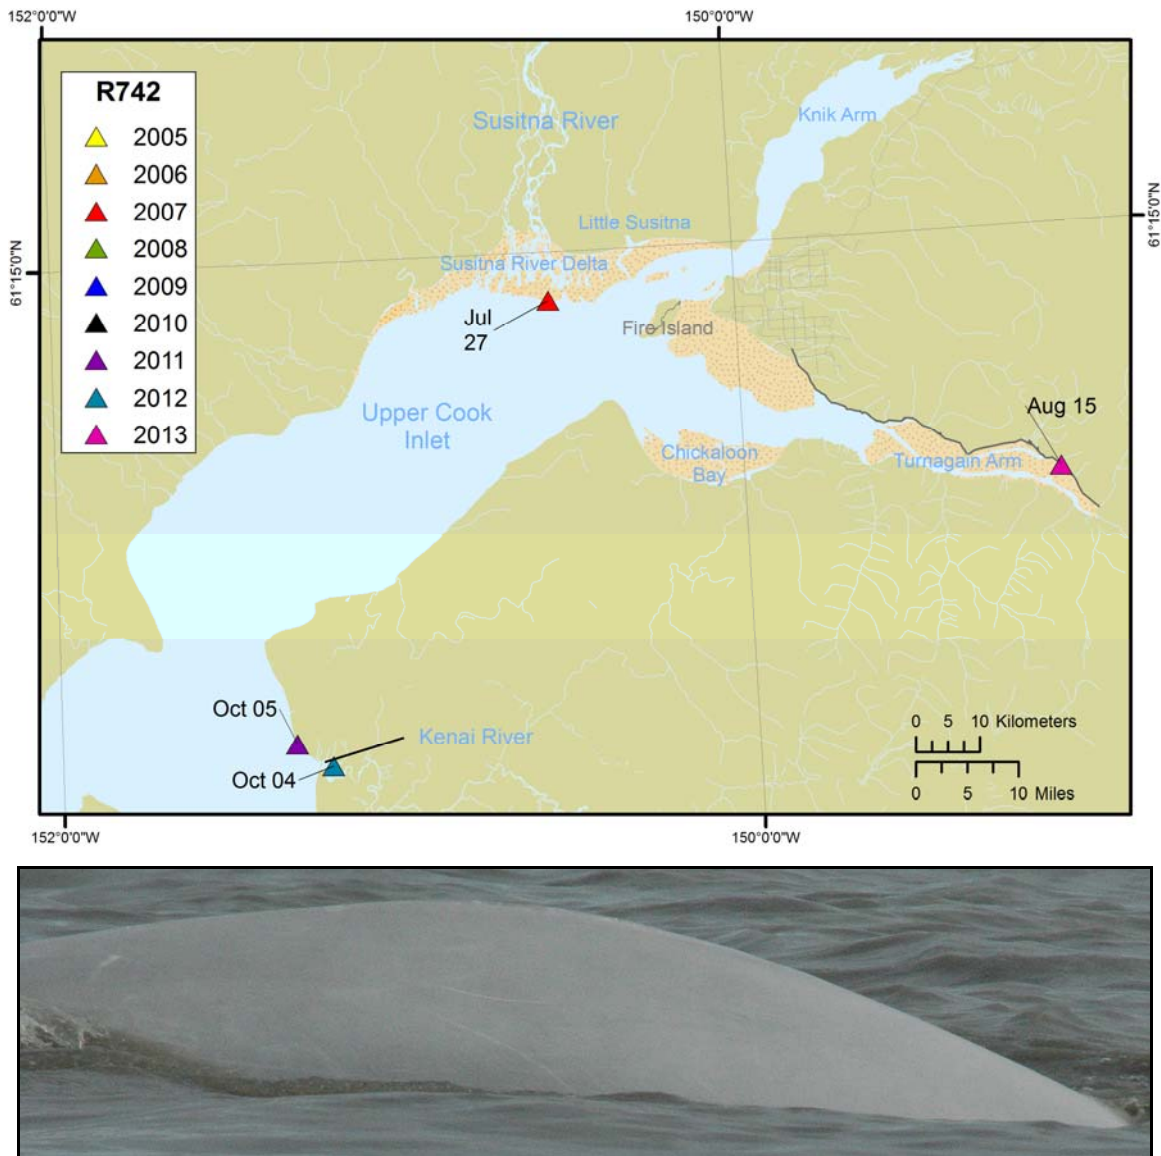 152°0'0"W
150°0'0"W
R742
2005
2006
2007
2008
2009
2010
2011
2012
2013
Susitna River
Knik Arm
Little Susitna
61°15'0"N
61°15'0"N
Susitna River Delta
Jul
27
Fire Island
Upper Cook
Inlet
Aug 15
Chickaloon
Bay
Turnagain Arm
Oct 05
Kenai River
Oct 04
0 5 10 Kilometers
0 5 10 Miles
152°0'0"W
150°0'0"W